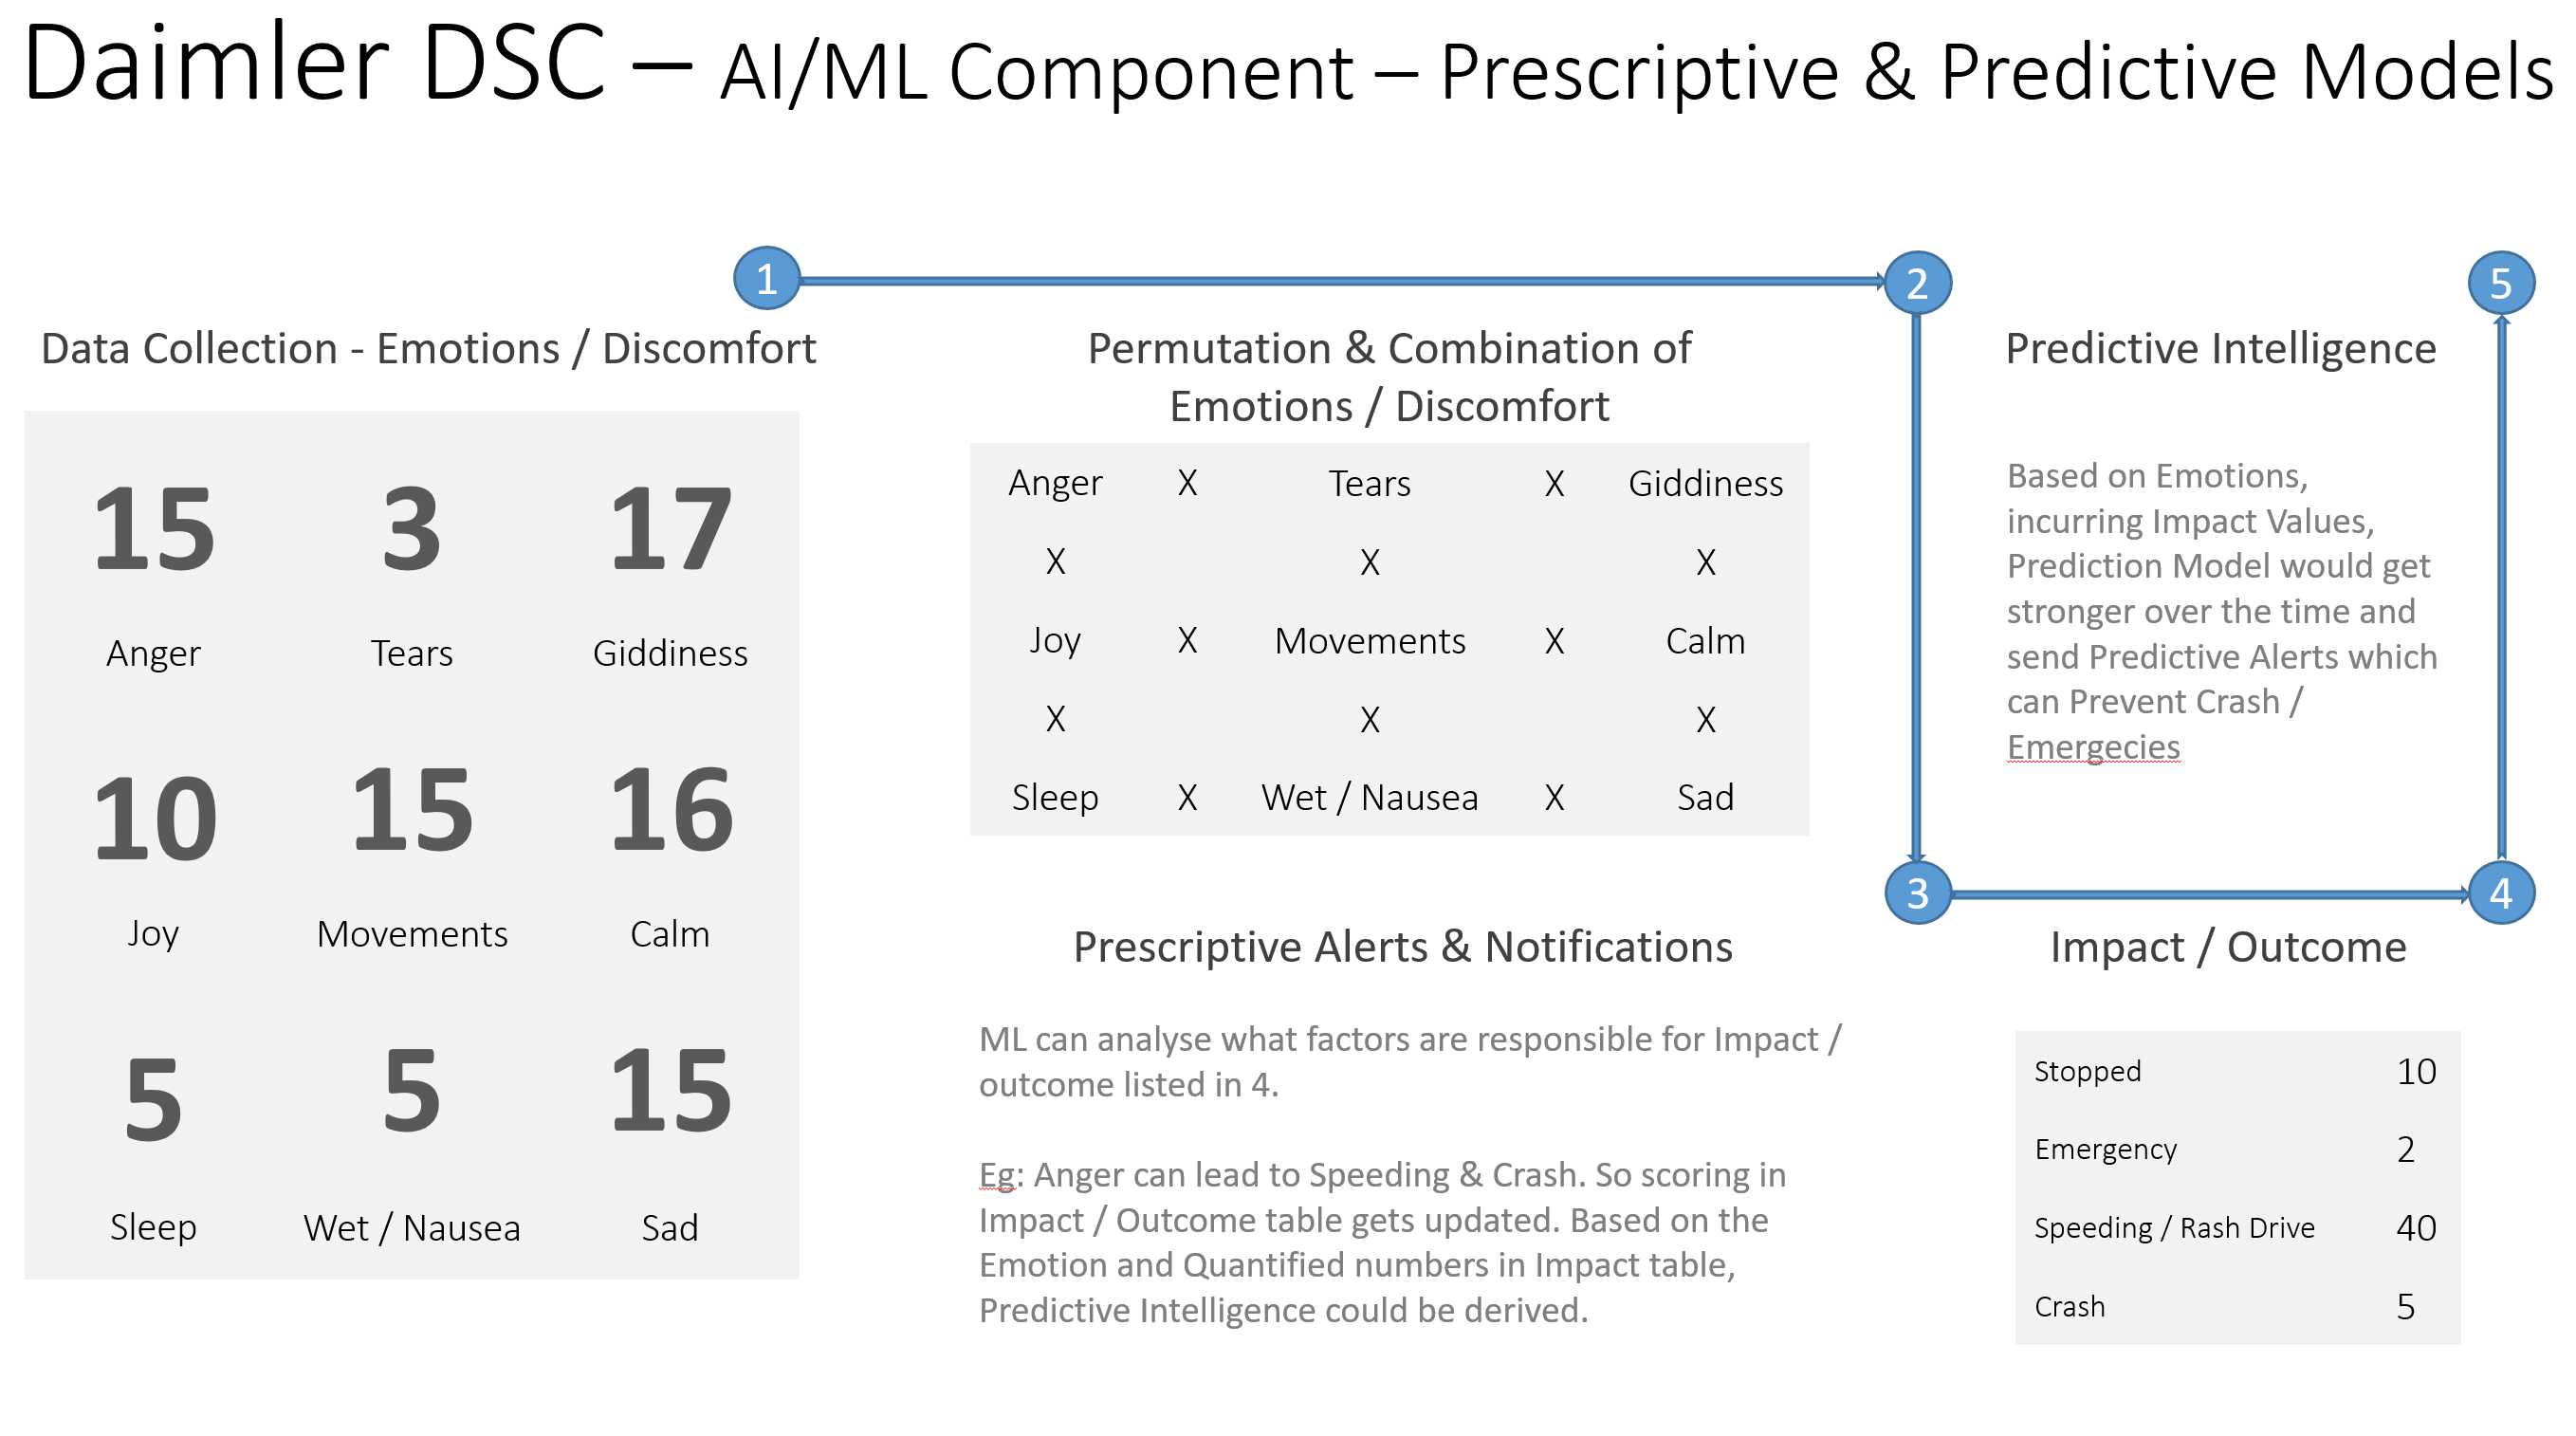 Daimler DSC – AI/ML Component – Prescriptive & Predictive Models
1
2
5
Data Collection - Emotions / Discomfort
15 3 17
Anger Tears Giddiness
10 15 16
Joy Movements Calm
5 5 15
Sleep Wet / Nausea Sad
Permutation & Combination of
Emotions / Discomfort
Anger X Tears X Giddiness
X X X
Joy X Movements X Calm
X X X
Sleep X Wet / Nausea X Sad
Predictive Intelligence
Based on Emotions,
incurring Impact Values,
Prediction Model would get
stronger over the time and
send Predictive Alerts which
can Prevent Crash /
Emergecies
3
4
Prescriptive Alerts & Notifications
ML can analyse what factors are responsible for Impact /
outcome listed in 4.
Eg: Anger can lead to Speeding & Crash. So scoring in
Impact / Outcome table gets updated. Based on the
Emotion and Quantified numbers in Impact table,
Predictive Intelligence could be derived.
Impact / Outcome
Stopped 10
Emergency 2
Speeding / Rash Drive 40
Crash 5